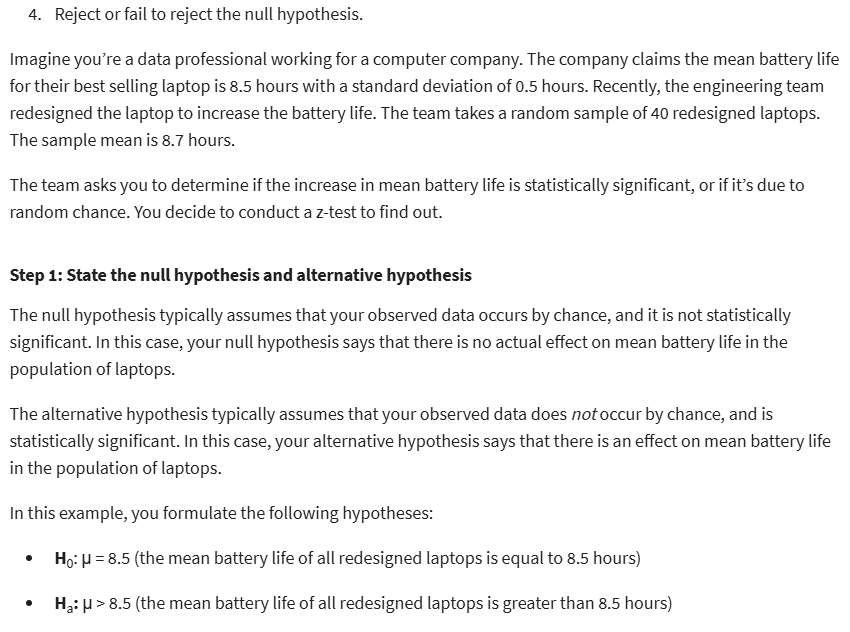 4. Reject or fail to reject the null hypothesis.
Imagine you're a data professional working for a computer company. The company claims the mean battery life
for their best selling laptop is 8.5 hours with a standard deviation of 0.5 hours. Recently, the engineering team
redesigned the laptop to increase the battery life. The team takes a random sample of 40 redesigned laptops.
The sample mean is 8.7 hours.
The team asks you to determine if the increase in mean battery life is statistically significant, or if it's due to
random chance. You decide to conduct a z-test to find out.
Step 1: State the null hypothesis and alternative hypothesis
The null hypothesis typically assumes that your observed data occurs by chance, and it is not statistically
significant. In this case, your null hypothesis says that there is no actual effect on mean battery life in the
population of laptops.
The alternative hypothesis typically assumes that your observed data does not occur by chance, and is
statistically significant. In this case, your alternative hypothesis says that there is an effect on mean battery life
in the population of laptops.
In this example, you formulate the following hypotheses:
• H₀: μ = 8.5 (the mean battery life of all redesigned laptops is equal to 8.5 hours)
• Hₐ: μ > 8.5 (the mean battery life of all redesigned laptops is greater than 8.5 hours)